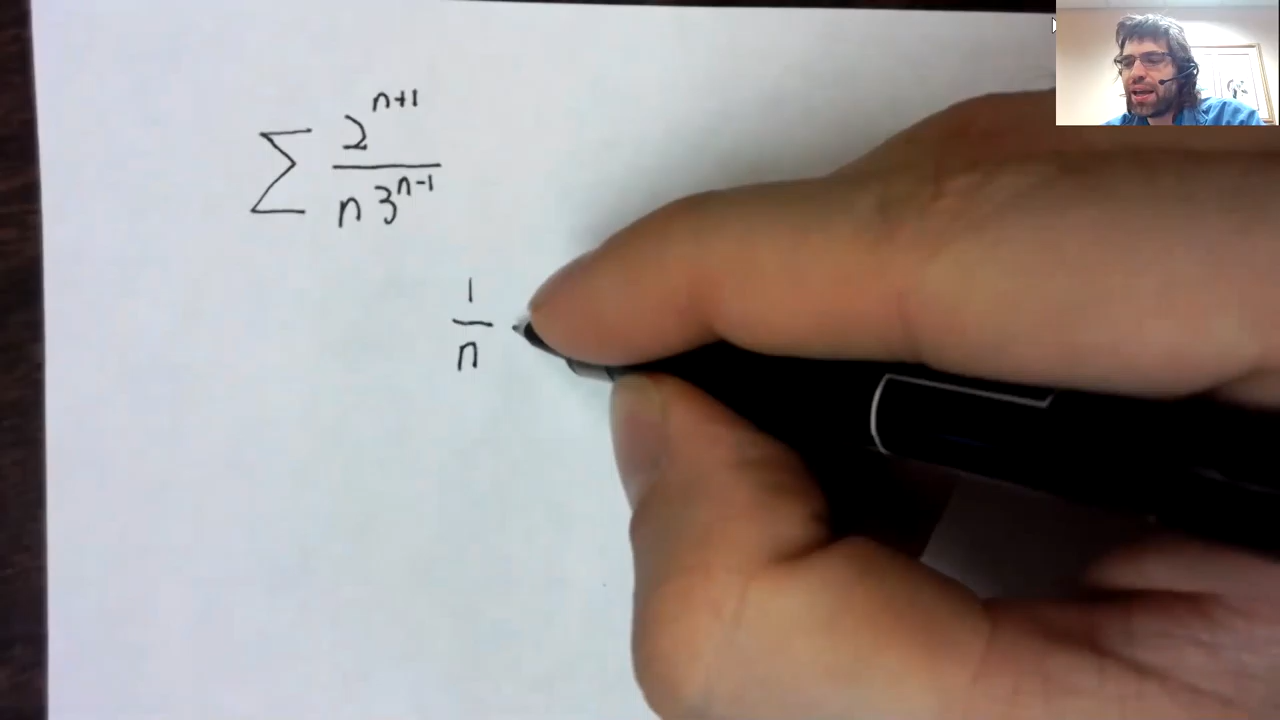 ∑ 2^{n+1} / n 3^{n-1}
1 / n